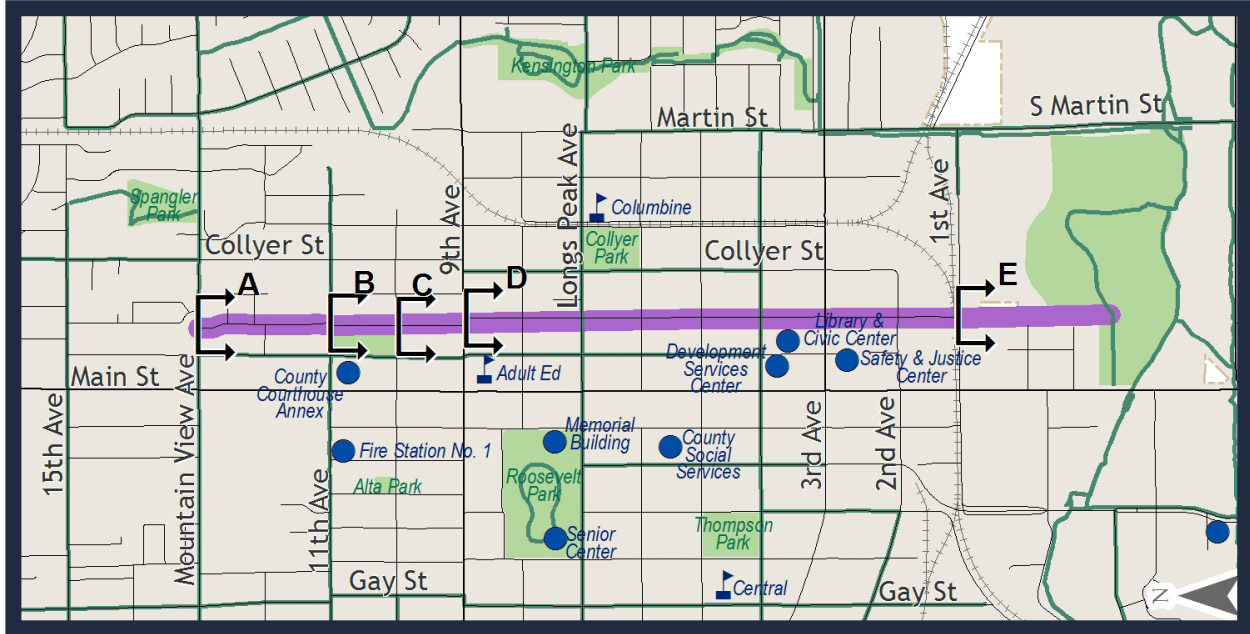 Kensington Park
Martin St
S Martin St
Spangler
Park
9th Ave
Longs Peak Ave
Columbine
1st Ave
Collyer St
Collyer
Park
Collyer St
A
B
C
D
E
Library &
Civic Center
Development
Services
Center
Safety & Justice
Center
Main St
County
Courthouse
Annex
Adult Ed
15th Ave
Mountain View Ave
11th Ave
Fire Station No. 1
Alta Park
Memorial
Building
Roosevelt
Park
County
Social
Services
3rd Ave
2nd Ave
Senior
Center
Thompson
Park
Gay St
Central
Gay St
N